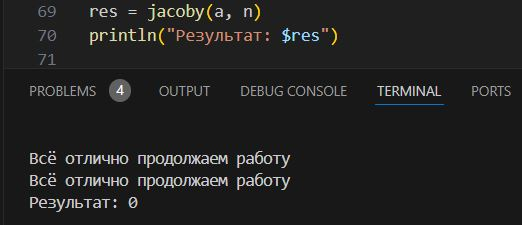 69 res = jacoby(a, n)
70 println("Результат: $res")
71
PROBLEMS 4 OUTPUT DEBUG CONSOLE TERMINAL PORTS
Всё отлично продолжаем работу
Всё отлично продолжаем работу
Результат: 0